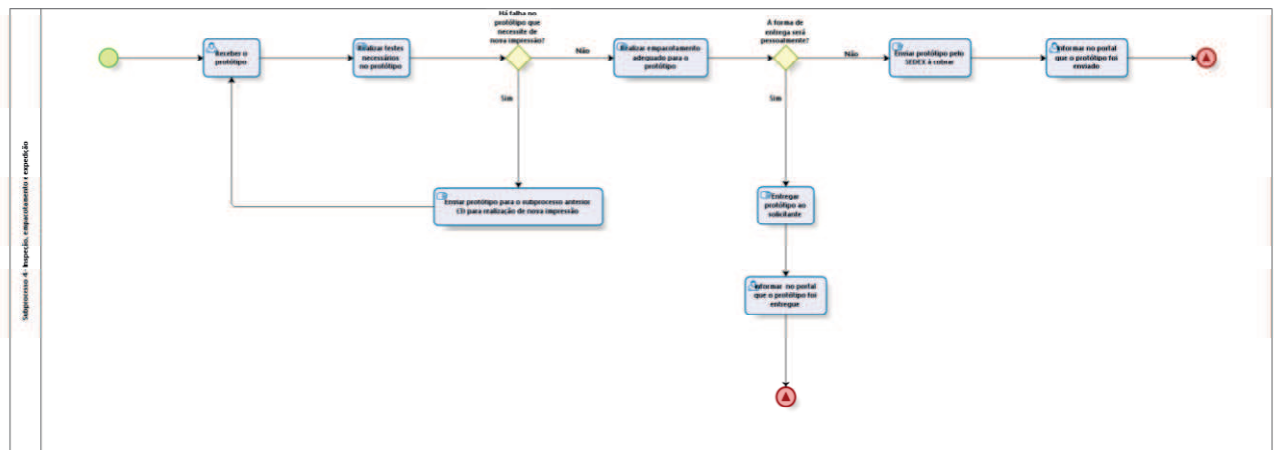 Subprocesso 4- Inspeção, empacotamento e expedição
Receber o
protótipo
Realizar testes
necessários
no protótipo
Há falha no
protótipo que
necessite de
nova impressão?
Não
Sim
Enviar protótipo para o subprocesso anterior
(3) para realização de nova impressão
Realizar empacotamento
adequado para o
protótipo
A forma de
entrega será
pessoalmente?
Não
Sim
Enviar protótipo pelo
SEDEX à cobrar
Informar no portal
que o protótipo foi
enviado
Entregar
protótipo ao
solicitante
Informar no portal
que o protótipo foi
entregue